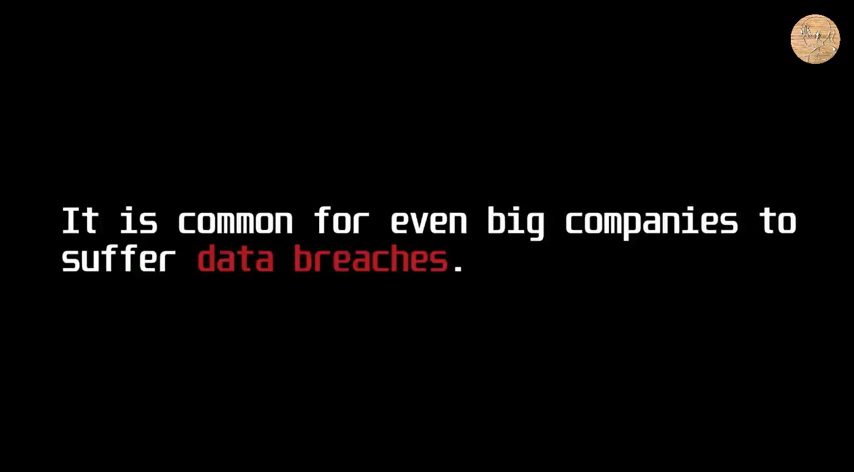 It is common for even big companies to
suffer data breaches.